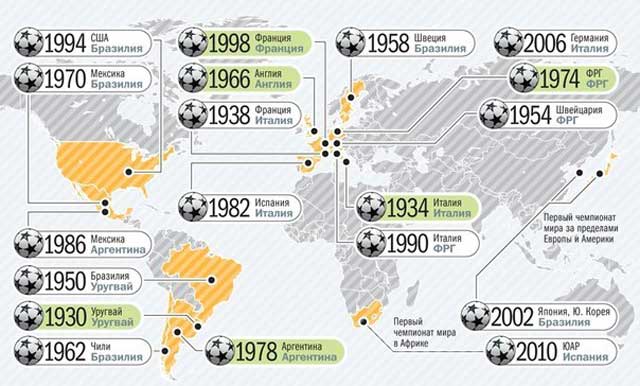 1994 США
Бразилия
1970 Мексика
Бразилия
1998 Франция
Франция
1966 Англия
Англия
1938 Франция
Италия
1958 Швеция
Бразилия
2006 Германия
Италия
1974 ФРГ
ФРГ
1954 Швейцария
ФРГ
1982 Испания
Италия
1934 Италия
Италия
1990 Италия
ФРГ
Первый чемпионат
мира за пределами
Европы и Америки
1986 Мексика
Аргентина
1950 Бразилия
Уругвай
1930 Уругвай
Уругвай
1962 Чили
Бразилия
1978 Аргентина
Аргентина
Первый
чемпионат мира
в Африке
2002 Япония, Ю. Корея
Бразилия
2010 ЮАР
Испания